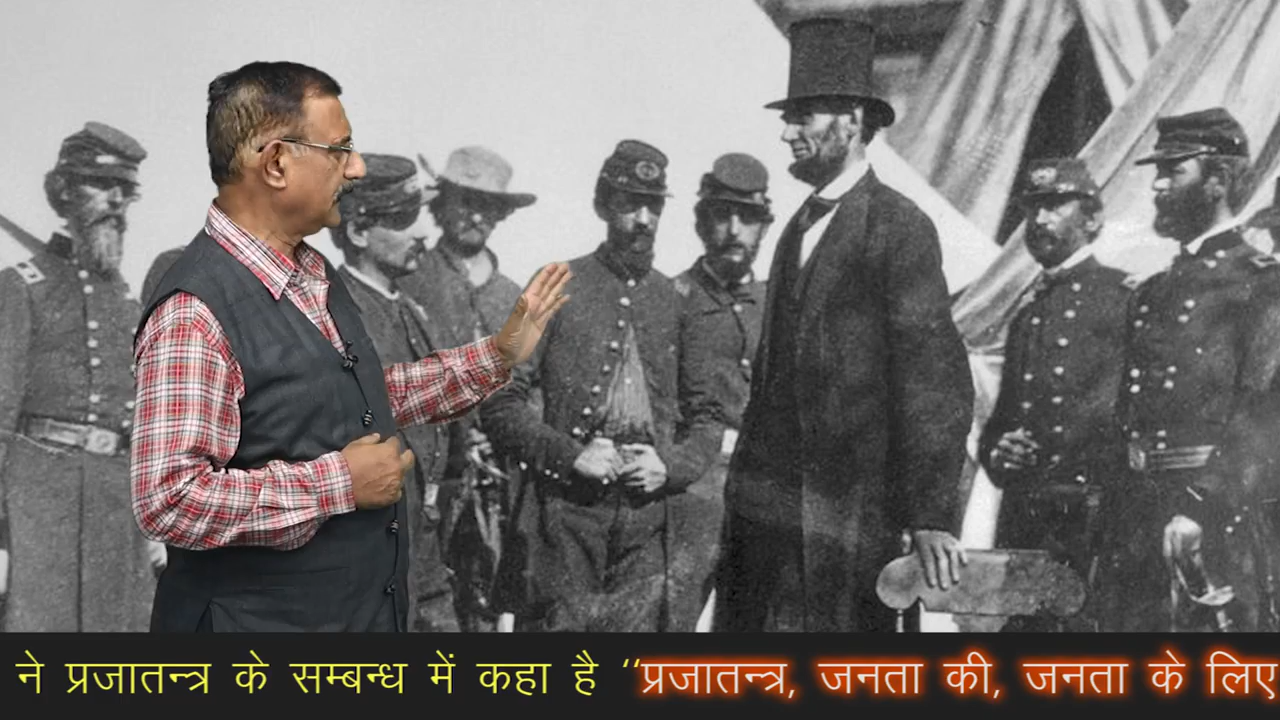 ने प्रजातन्त्र के सम्बन्ध में कहा है “प्रजातन्त्र, जनता की, जनता के लिए